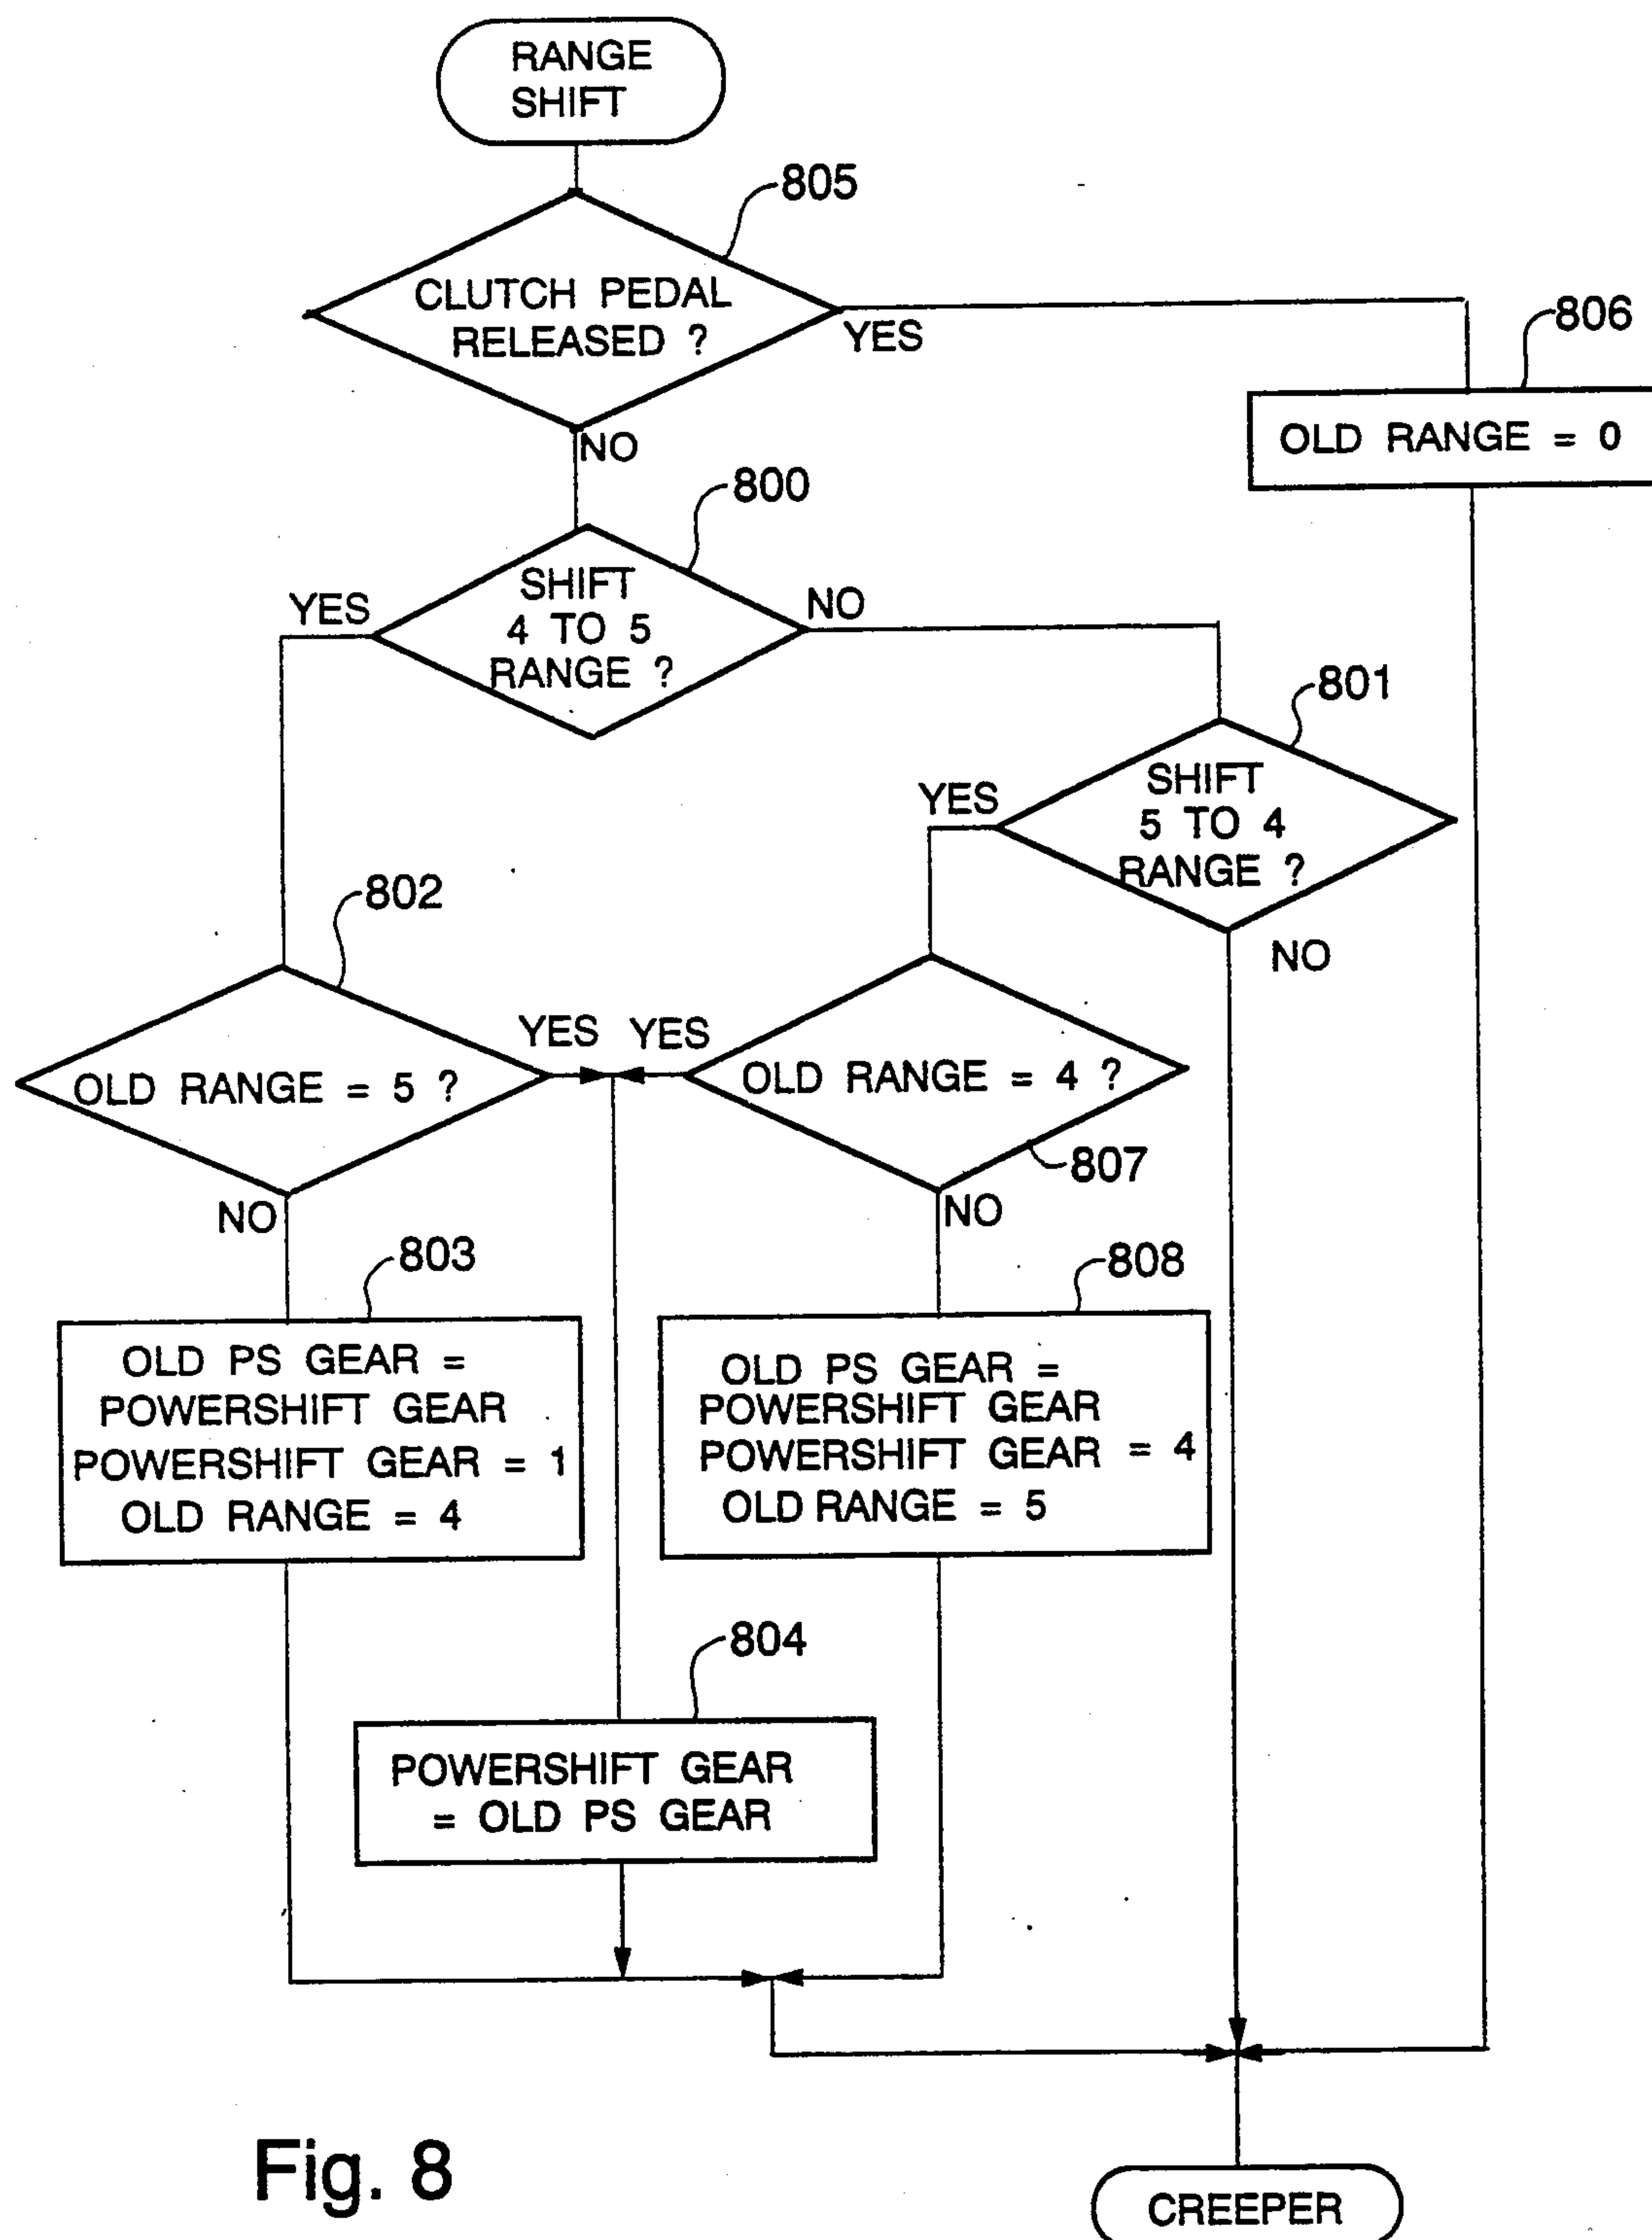 RANGE
SHIFT
805
CLUTCH PEDAL
RELEASED ?
YES
806
OLD RANGE = 0
NO
800
SHIFT
4 TO 5
RANGE ?
YES
NO
801
SHIFT
5 TO 4
RANGE ?
YES
NO
802
OLD RANGE = 5 ?
YES
YES
OLD RANGE = 4 ?
807
NO
NO
803
OLD PS GEAR =
POWERSHIFT GEAR
POWERSHIFT GEAR = 1
OLD RANGE = 4
808
OLD PS GEAR =
POWERSHIFT GEAR
POWERSHIFT GEAR = 4
OLD RANGE = 5
804
POWERSHIFT GEAR
= OLD PS GEAR
Fig. 8
CREEPER